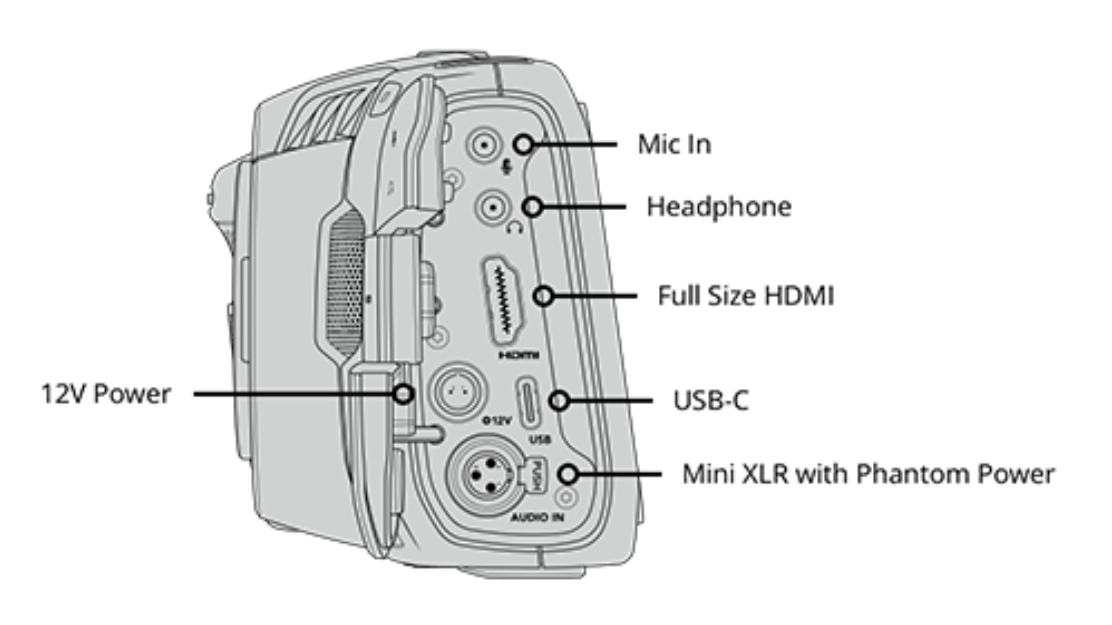 Mic In
Headphone
Full Size HDMI
HDMI
12V Power
12V
USB-C
USB
PUSH
Mini XLR with Phantom Power
AUDIO IN